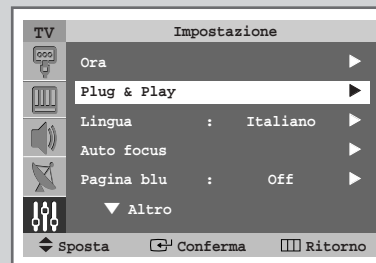 TV Impostazione
Ora
Plug & Play
Lingua : Italiano
Auto focus
Pagina blu : Off
Altro
Sposta Conferma Ritorno